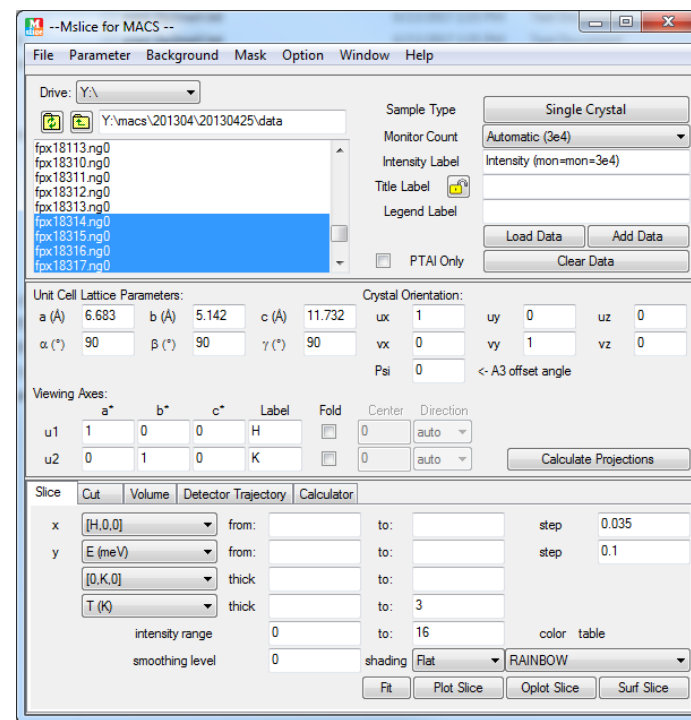 --Mslice for MACS --
File Parameter Background Mask Option Window Help
Drive: Y:\
Y:\macs\201304\20130425\data
fpx18113.ng0
fpx18310.ng0
fpx18311.ng0
fpx18312.ng0
fpx18313.ng0
fpx18314.ng0
fpx18315.ng0
fpx18316.ng0
fpx18317.ng0
Sample Type Single Crystal
Monitor Count Automatic (3e4)
Intensity Label Intensity (mon=mon=3e4)
Title Label
Legend Label
Load Data Add Data
PTAI Only Clear Data
Unit Cell Lattice Parameters: Crystal Orientation:
a (Å) 6.683 b (Å) 5.142 c (Å) 11.732 ux 1 uy 0 uz 0
α (°) 90 β (°) 90 γ (°) 90 vx 0 vy 1 vz 0
Psi 0 <- A3 offset angle
Viewing Axes:
a* b* c* Label Fold Center Direction
u1 1 0 0 H 0 auto
u2 0 1 0 K 0 auto Calculate Projections
Slice Cut Volume Detector Trajectory Calculator
x [H,0,0] from: to: step 0.035
y E (meV) from: to: step 0.1
[0,K,0] thick to:
T (K) thick to: 3
intensity range 0 to: 16 color table
smoothing level 0 shading Flat RAINBOW
Fit Plot Slice Oplot Slice Surf Slice